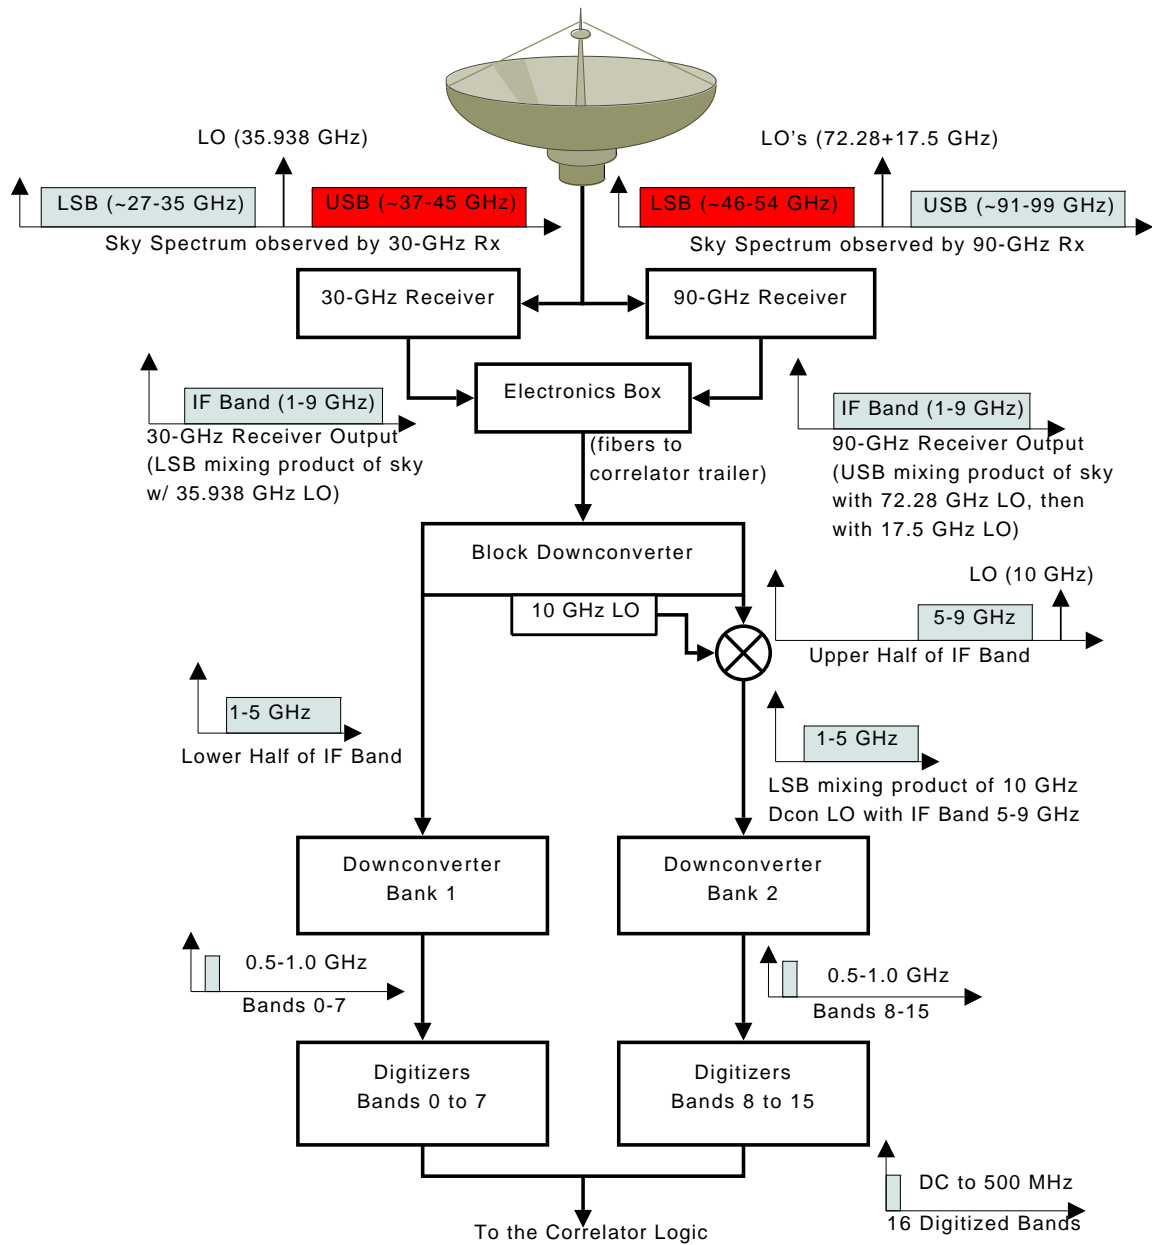 LO (35.938 GHz)
LO's (72.28+17.5 GHz)
LSB (~27-35 GHz)
USB (~37-45 GHz)
LSB (~46-54 GHz)
USB (~91-99 GHz)
Sky Spectrum observed by 30-GHz Rx
Sky Spectrum observed by 90-GHz Rx
30-GHz Receiver
90-GHz Receiver
Electronics Box
IF Band (1-9 GHz)
30-GHz Receiver Output
(LSB mixing product of sky
w/ 35.938 GHz LO)
IF Band (1-9 GHz)
90-GHz Receiver Output
(USB mixing product of sky
with 72.28 GHz LO, then
with 17.5 GHz LO)
(fibers to
correlator trailer)
Block Downconverter
10 GHz LO
LO (10 GHz)
5-9 GHz
Upper Half of IF Band
1-5 GHz
Lower Half of IF Band
1-5 GHz
LSB mixing product of 10 GHz
Dcon LO with IF Band 5-9 GHz
Downconverter
Bank 1
Downconverter
Bank 2
0.5-1.0 GHz
Bands 0-7
0.5-1.0 GHz
Bands 8-15
Digitizers
Bands 0 to 7
Digitizers
Bands 8 to 15
DC to 500 MHz
16 Digitized Bands
To the Correlator Logic